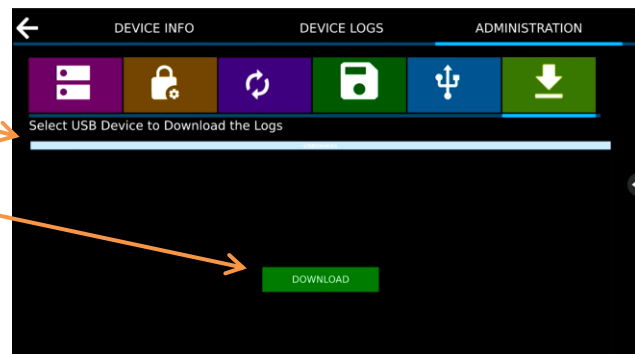 DEVICE INFO
DEVICE LOGS
ADMINISTRATION
Select USB Device to Download the Logs
DOWNLOAD